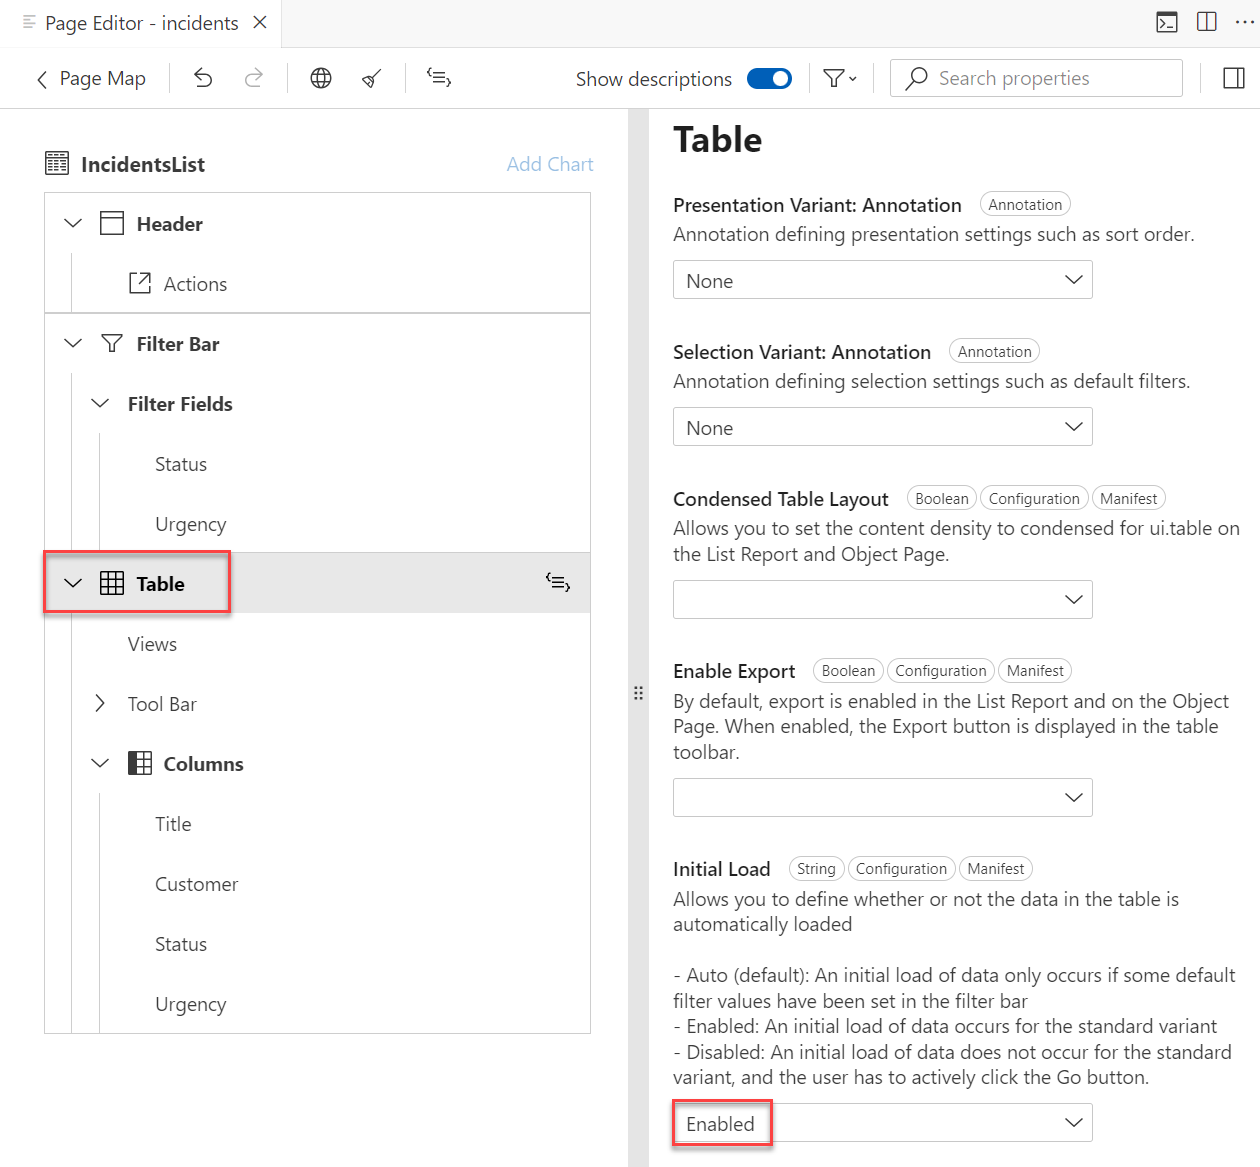 Page Editor - incidents
Page Map
Show descriptions
Search properties
IncidentsList
Add Chart
Header
Actions
Filter Bar
Filter Fields
Status
Urgency
Table
Views
Tool Bar
Columns
Title
Customer
Status
Urgency
Table
Presentation Variant: Annotation Annotation
Annotation defining presentation settings such as sort order.
None
Selection Variant: Annotation Annotation
Annotation defining selection settings such as default filters.
None
Condensed Table Layout Boolean Configuration Manifest
Allows you to set the content density to condensed for ui.table on
the List Report and Object Page.
Enable Export Boolean Configuration Manifest
By default, export is enabled in the List Report and on the Object
Page. When enabled, the Export button is displayed in the table
toolbar.
Initial Load String Configuration Manifest
Allows you to define whether or not the data in the table is
automatically loaded
- Auto (default): An initial load of data only occurs if some default
filter values have been set in the filter bar
- Enabled: An initial load of data occurs for the standard variant
- Disabled: An initial load of data does not occur for the standard
variant, and the user has to actively click the Go button.
Enabled